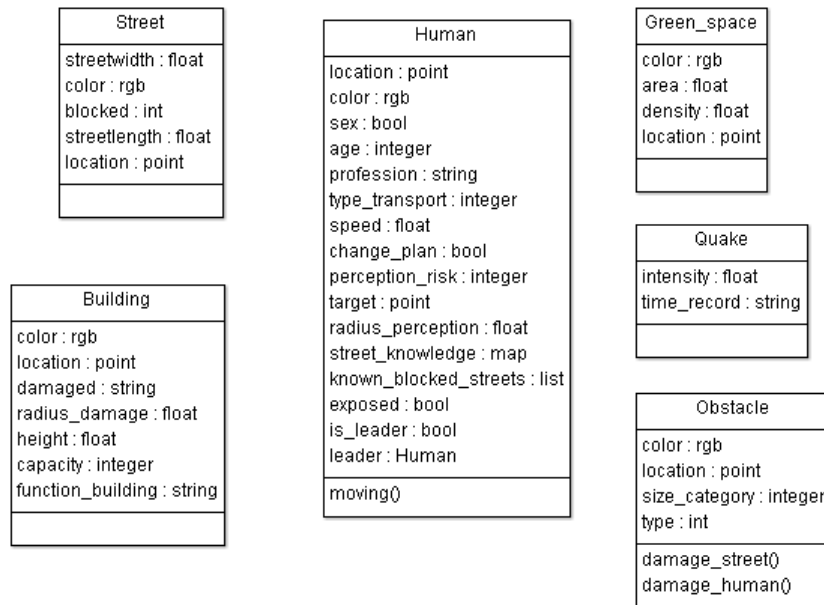 Street
streetwidth : float
color : rgb
blocked : int
streetlength : float
location : point
Building
color : rgb
location : point
damaged : string
radius_damage : float
height : float
capacity : integer
function_building : string
Human
location : point
color : rgb
sex : bool
age : integer
profession : string
type_transport : integer
speed : float
change_plan : bool
perception_risk : integer
target : point
radius_perception : float
street_knowledge : map
known_blocked_streets : list
exposed : bool
is_leader : bool
leader : Human
moving()
Green_space
color : rgb
area : float
density : float
location : point
Quake
intensity : float
time_record : string
Obstacle
color : rgb
location : point
size_category : integer
type : int
damage_street()
damage_human()